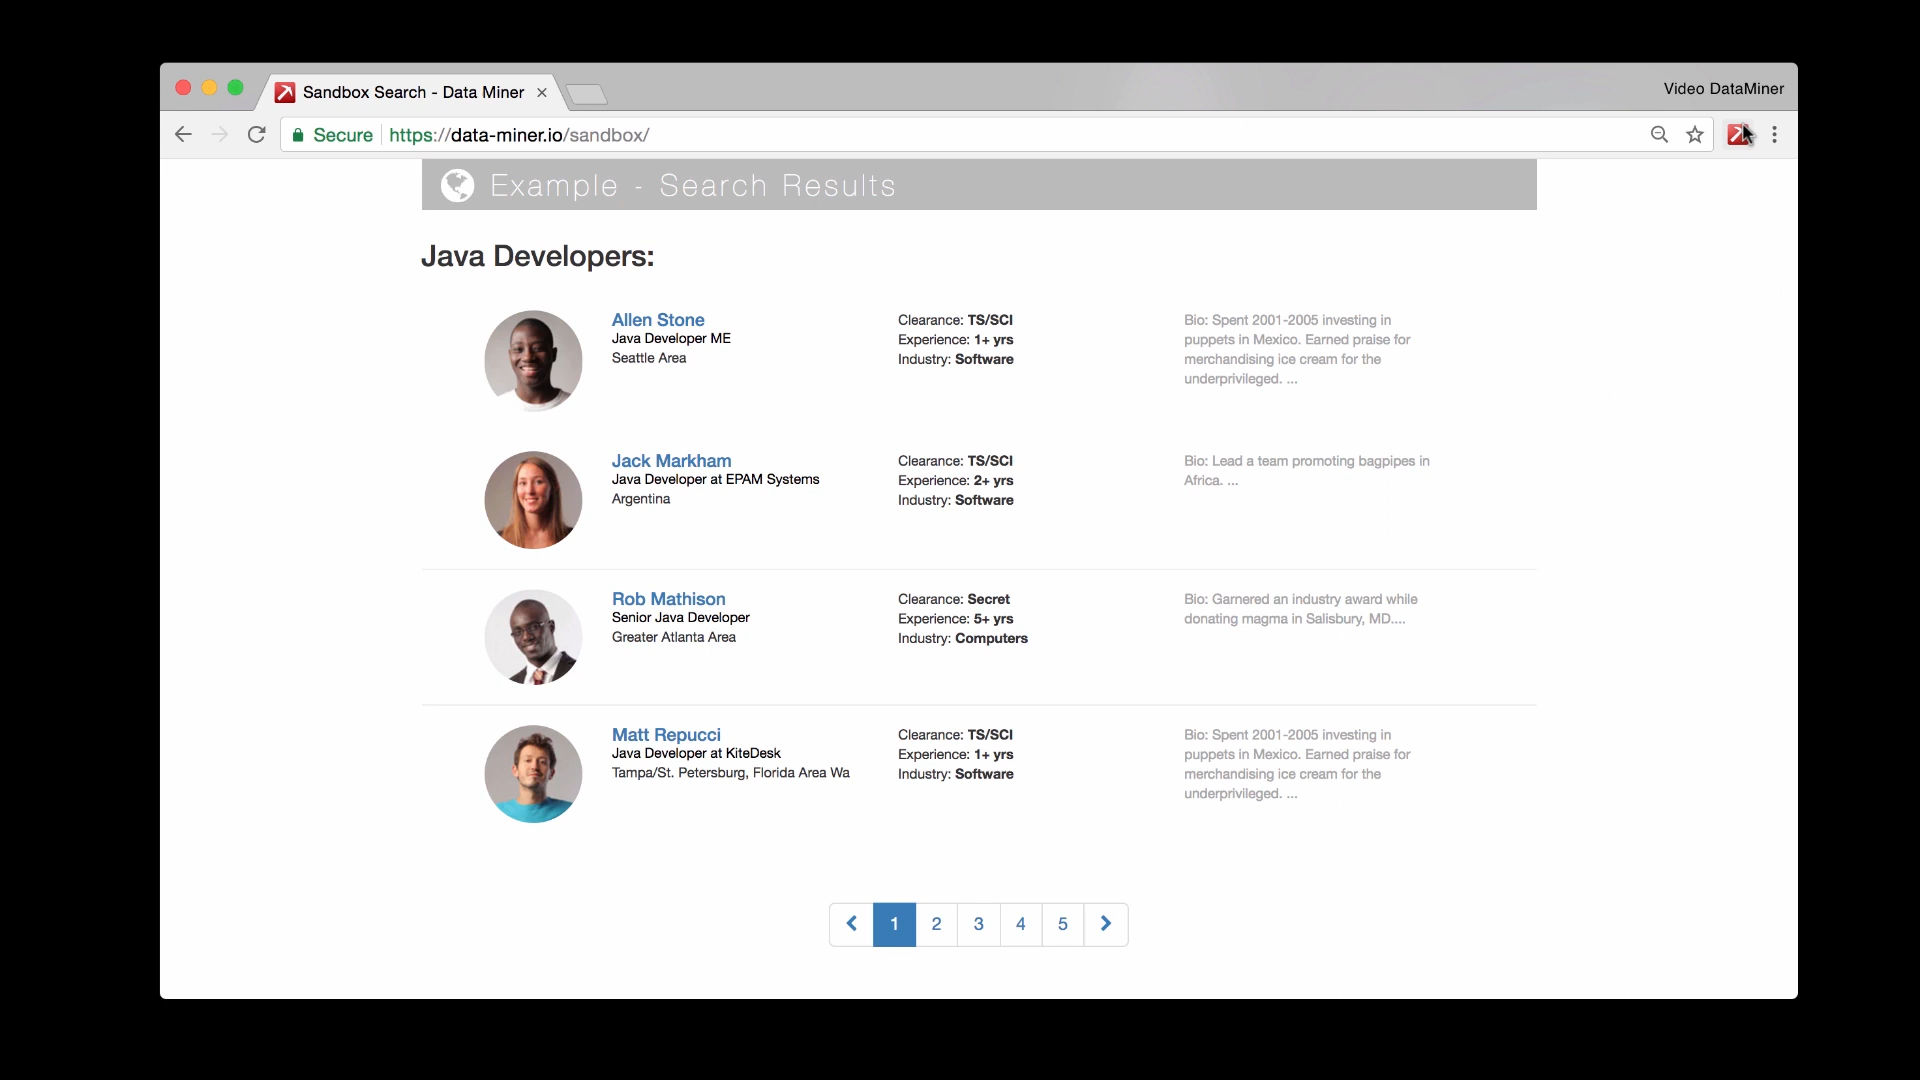 Sandbox Search - Data Miner
Video DataMiner
Secure
https://data-miner.io/sandbox/
Example - Search Results
Java Developers:
Allen Stone
Java Developer ME
Seattle Area
Clearance: TS/SCI
Experience: 1+ yrs
Industry: Software
Bio: Spent 2001-2005 investing in
puppets in Mexico. Earned praise for
merchandising ice cream for the
underprivileged. ...
Jack Markham
Java Developer at EPAM Systems
Argentina
Clearance: TS/SCI
Experience: 2+ yrs
Industry: Software
Bio: Lead a team promoting bagpipes in
Africa. ...
Rob Mathison
Senior Java Developer
Greater Atlanta Area
Clearance: Secret
Experience: 5+ yrs
Industry: Computers
Bio: Garnered an industry award while
donating magma in Salisbury, MD....
Matt Repucci
Java Developer at KiteDesk
Tampa/St. Petersburg, Florida Area Wa
Clearance: TS/SCI
Experience: 1+ yrs
Industry: Software
Bio: Spent 2001-2005 investing in
puppets in Mexico. Earned praise for
merchandising ice cream for the
underprivileged. ...
1 2 3 4 5